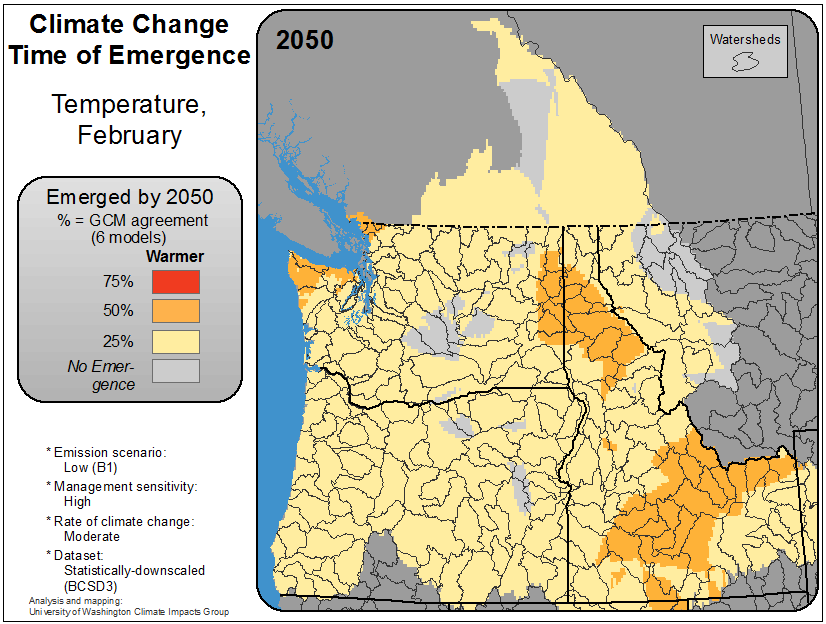 Climate Change
Time of Emergence
Temperature,
February
Emerged by 2050
% = GCM agreement
(6 models)
Warmer
75%
50%
25%
No Emer-
gence
* Emission scenario:
Low (B1)
* Management sensitivity:
High
* Rate of climate change:
Moderate
* Dataset:
Statistically-downscaled
(BCSD3)
Analysis and mapping:
University of Washington Climate Impacts Group
2050
Watersheds